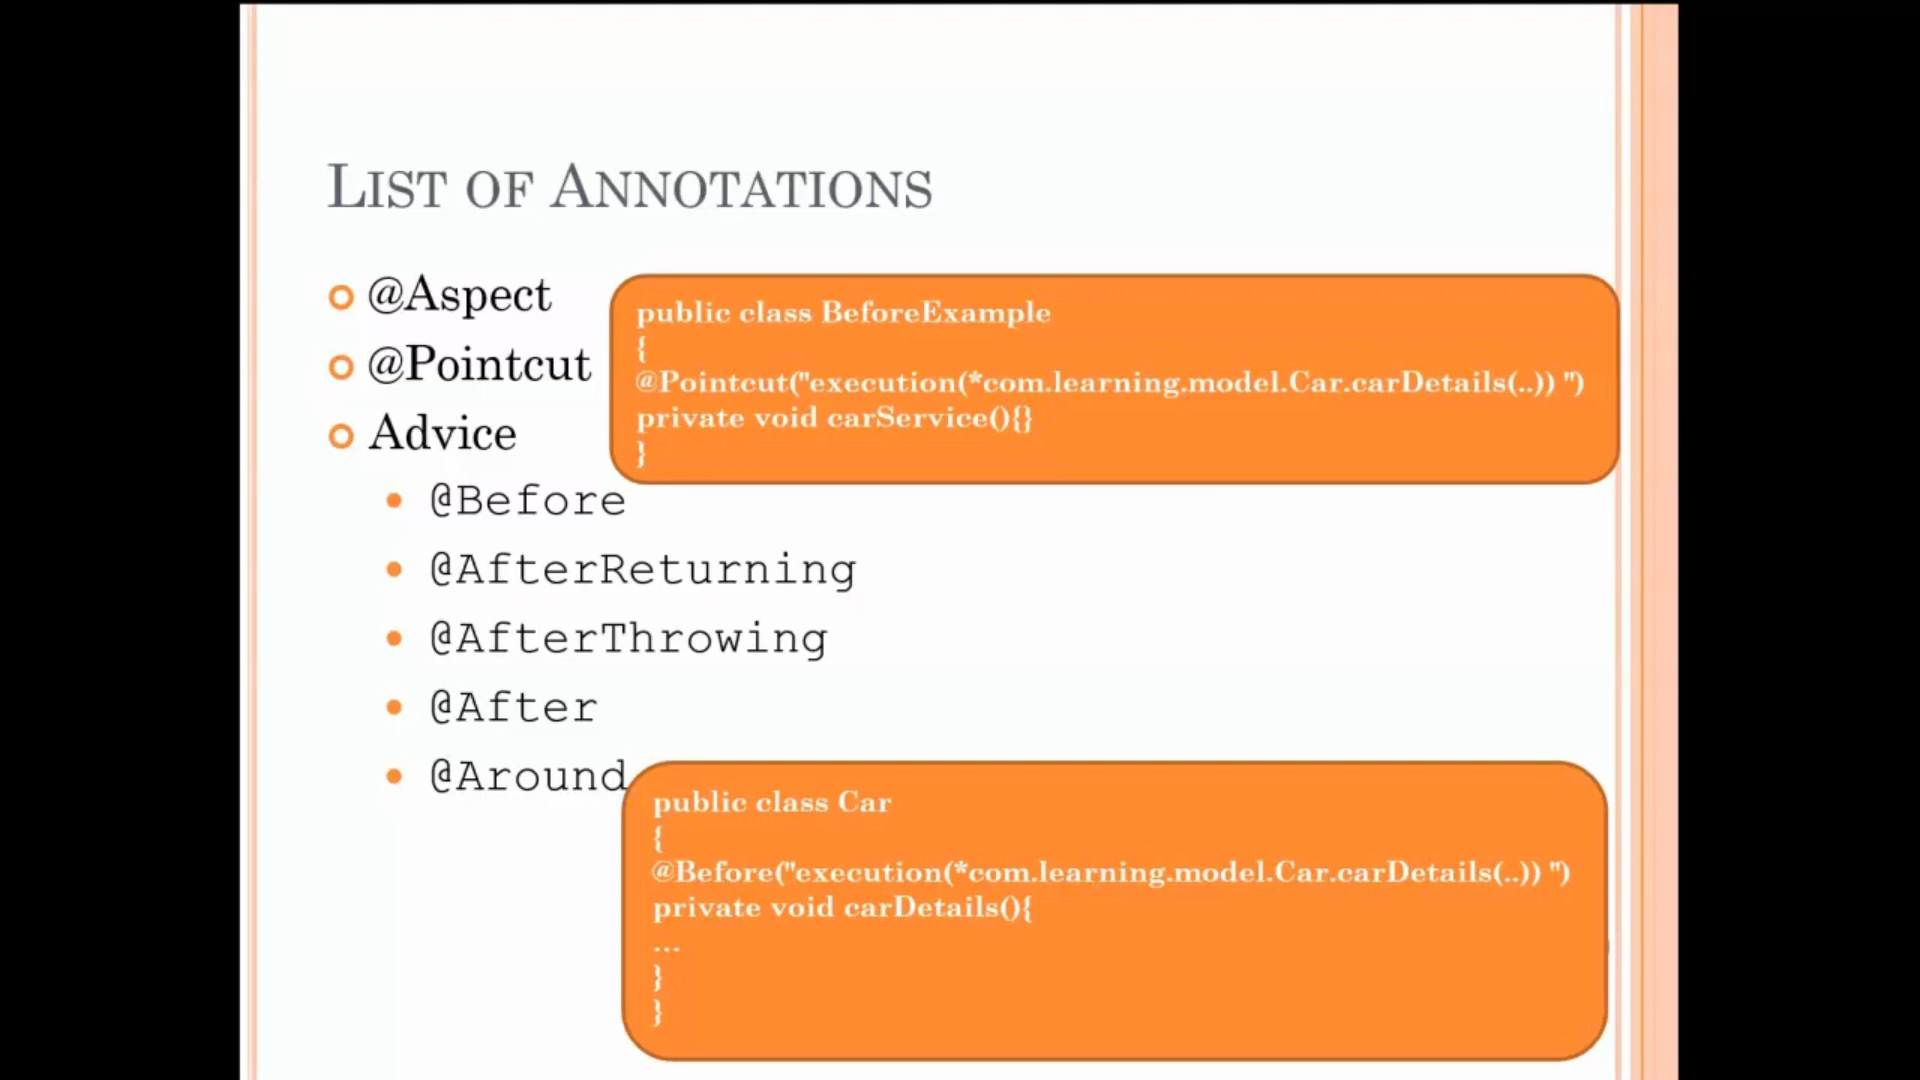 LIST OF ANNOTATIONS
@Aspect
@Pointcut
Advice
@Before
@AfterReturning
@AfterThrowing
@After
@Around
public class BeforeExample
{
@Pointcut("execution(*com.learning.model.Car.carDetails(..)) ")
private void carService(){}
}
public class Car
{
@Before("execution(*com.learning.model.Car.carDetails(..)) ")
private void carDetails(){
...
}
}